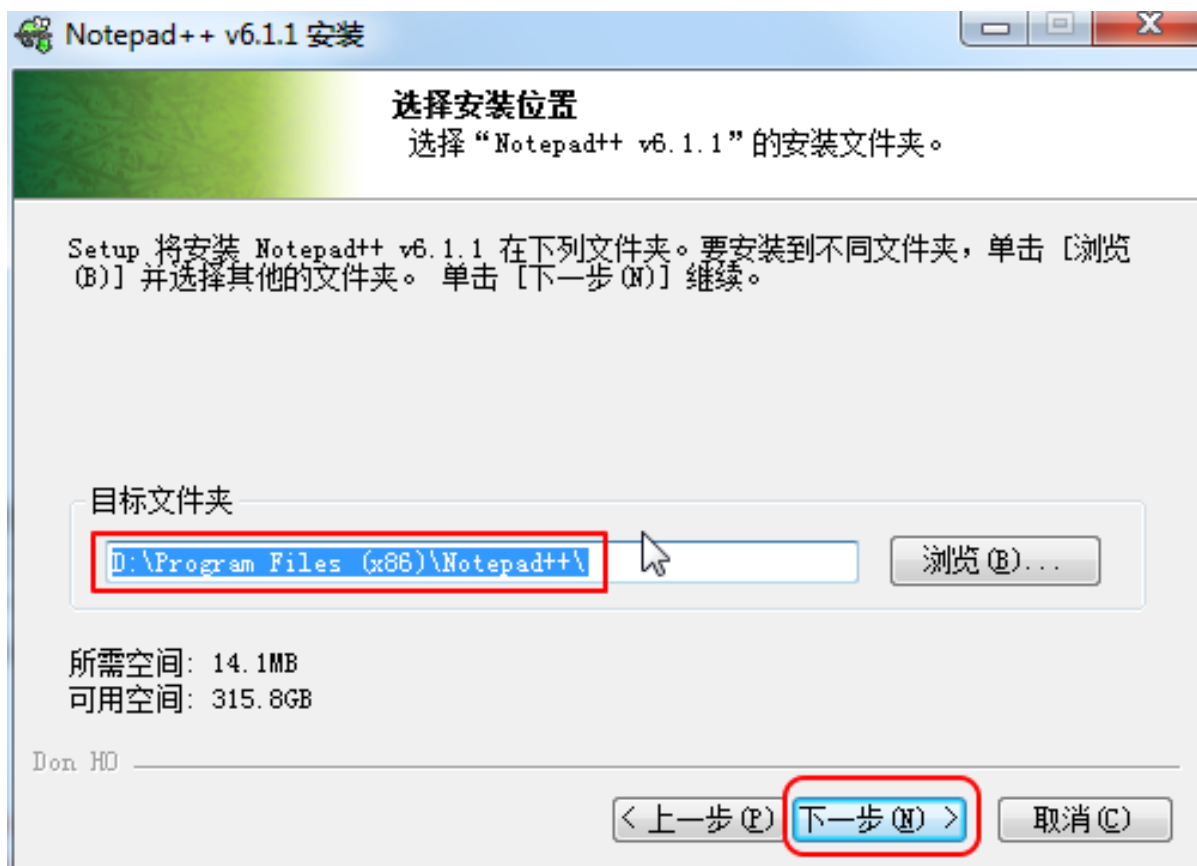 Notepad++ v6.1.1 安装
选择安装位置
选择“Notepad++ v6.1.1”的安装文件夹。
Setup 将安装 Notepad++ v6.1.1 在下列文件夹。要安装到不同文件夹，单击 [浏览
(B)] 并选择其他的文件夹。 单击 [下一步(N)] 继续。
目标文件夹
D:\Program Files (x86)\Notepad++\
浏览(B)...
所需空间: 14.1MB
可用空间: 315.8GB
Don HO
< 上一步(P) 下一步(N) > 取消(C)